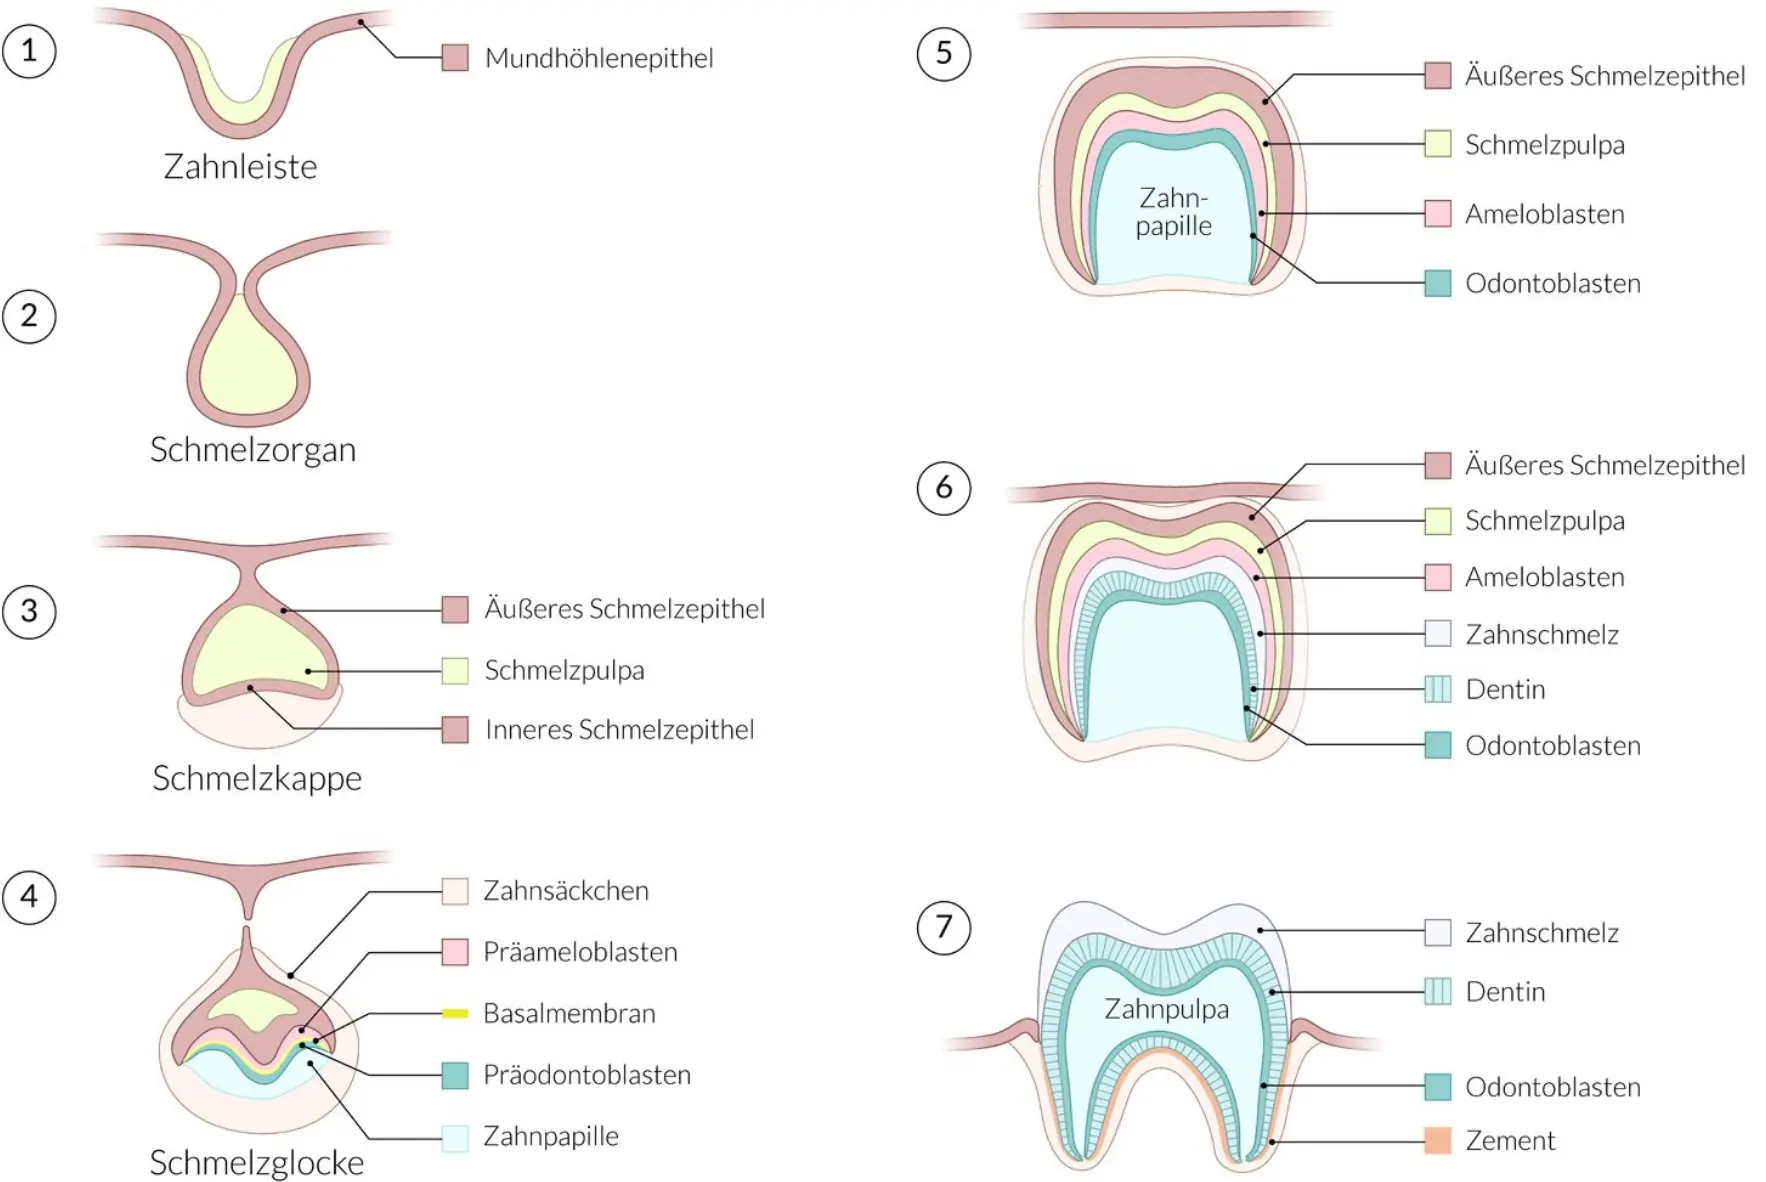 1
Mundhöhlenepithel
Zahnleiste
2
Schmelzorgan
3
Äußeres Schmelzepithel
Schmelzpulpa
Inneres Schmelzepithel
Schmelzkappe
4
Zahnsäckchen
Präameloblasten
Basalmembran
Präodontoblasten
Zahnpapille
Schmelzglocke
5
Äußeres Schmelzepithel
Schmelzpulpa
Ameloblasten
Odontoblasten
Zahn-
papille
6
Äußeres Schmelzepithel
Schmelzpulpa
Ameloblasten
Zahnschmelz
Dentin
Odontoblasten
7
Zahnschmelz
Dentin
Zahnpulpa
Odontoblasten
Zement